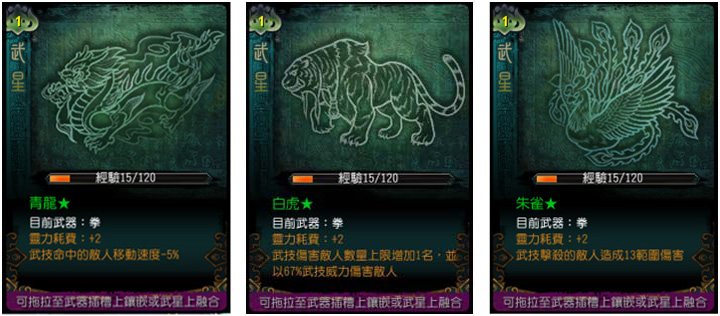 1
武星
經驗15/120
青龍★
目前武器：拳
靈力耗費：+2
武技命中的敵人移動速度-5%
可拖拉至武器插槽上鑲嵌或武星上融合
1
武星
經驗15/120
白虎★
目前武器：拳
靈力耗費：+2
武技傷害敵人數量上限增加1名，並
以67%武技威力傷害敵人
可拖拉至武器插槽上鑲嵌或武星上融合
1
武星
經驗15/120
朱雀★
目前武器：拳
靈力耗費：+2
武技擊殺的敵人造成13範圍傷害
可拖拉至武器插槽上鑲嵌或武星上融合